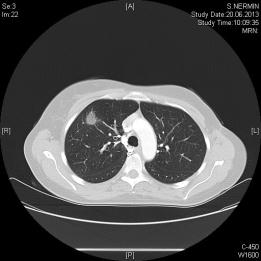 Se:3
Im:22
[A]
S.NERMIN
Study Date:20.06.2013
Study Time:10:09:35
MRN:
[R]
[L]
[P]
C-450
W1600